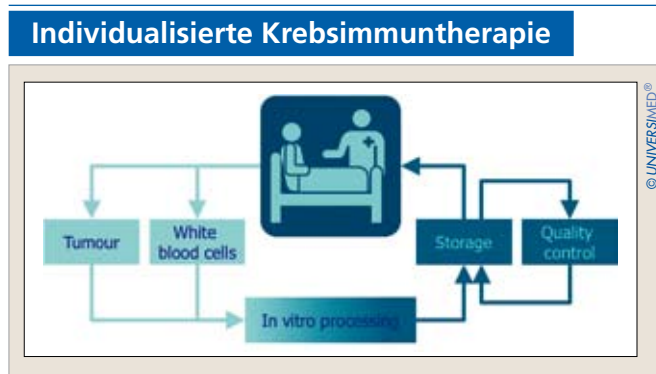 Individualisierte Krebsimmuntherapie
© UNIVERSIMED®
Tumour
White
blood cells
Storage
Quality
control
In vitro processing